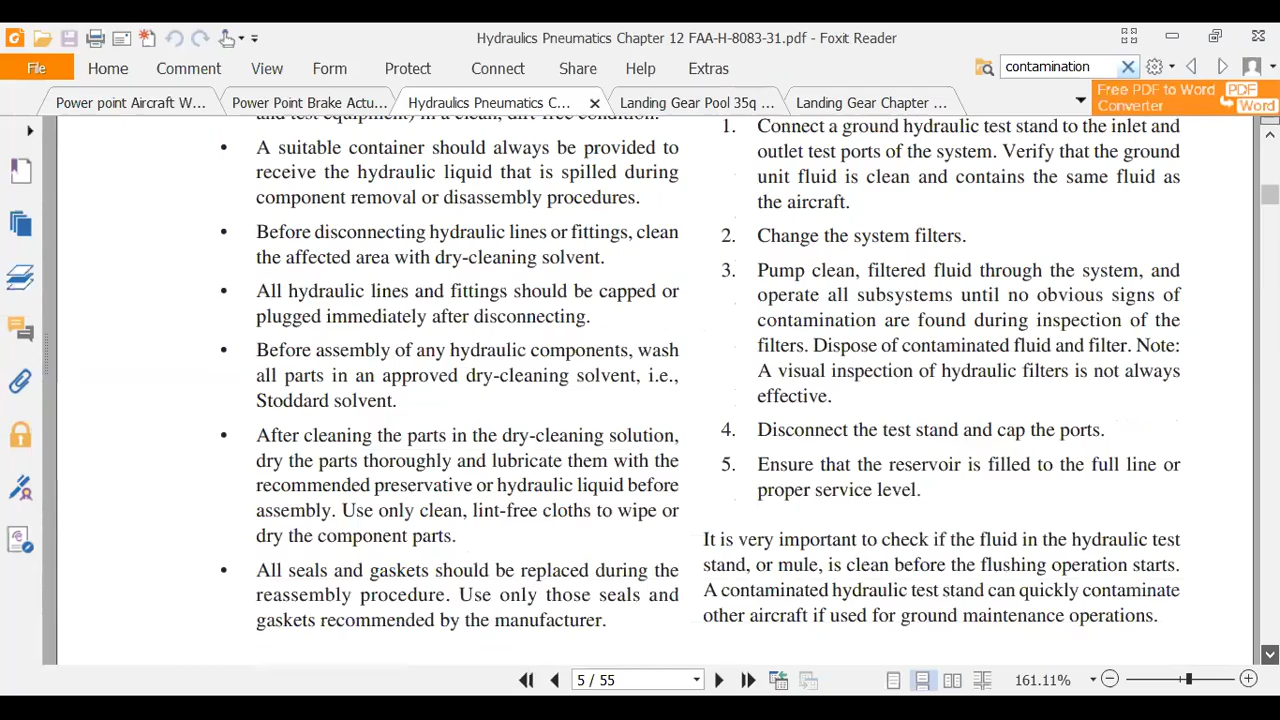 Hydraulics Pneumatics Chapter 12 FAA-H-8083-31.pdf - Foxit Reader
File Home Comment View Form Protect Connect Share Help Extras contamination
Power point Aircraft W... Power Point Brake Actu... Hydraulics Pneumatics C... Landing Gear Pool 35q ... Landing Gear Chapter ...
Free PDF to Word
Converter
PDF
Word
and test equipment) in a clean, dirt-free condition.
• A suitable container should always be provided to
receive the hydraulic liquid that is spilled during
component removal or disassembly procedures.
• Before disconnecting hydraulic lines or fittings, clean
the affected area with dry-cleaning solvent.
• All hydraulic lines and fittings should be capped or
plugged immediately after disconnecting.
• Before assembly of any hydraulic components, wash
all parts in an approved dry-cleaning solvent, i.e.,
Stoddard solvent.
• After cleaning the parts in the dry-cleaning solution,
dry the parts thoroughly and lubricate them with the
recommended preservative or hydraulic liquid before
assembly. Use only clean, lint-free cloths to wipe or
dry the component parts.
• All seals and gaskets should be replaced during the
reassembly procedure. Use only those seals and
gaskets recommended by the manufacturer.
1. Connect a ground hydraulic test stand to the inlet and
outlet test ports of the system. Verify that the ground
unit fluid is clean and contains the same fluid as
the aircraft.
2. Change the system filters.
3. Pump clean, filtered fluid through the system, and
operate all subsystems until no obvious signs of
contamination are found during inspection of the
filters. Dispose of contaminated fluid and filter. Note:
A visual inspection of hydraulic filters is not always
effective.
4. Disconnect the test stand and cap the ports.
5. Ensure that the reservoir is filled to the full line or
proper service level.
It is very important to check if the fluid in the hydraulic test
stand, or mule, is clean before the flushing operation starts.
A contaminated hydraulic test stand can quickly contaminate
other aircraft if used for ground maintenance operations.
5 / 55
161.11%